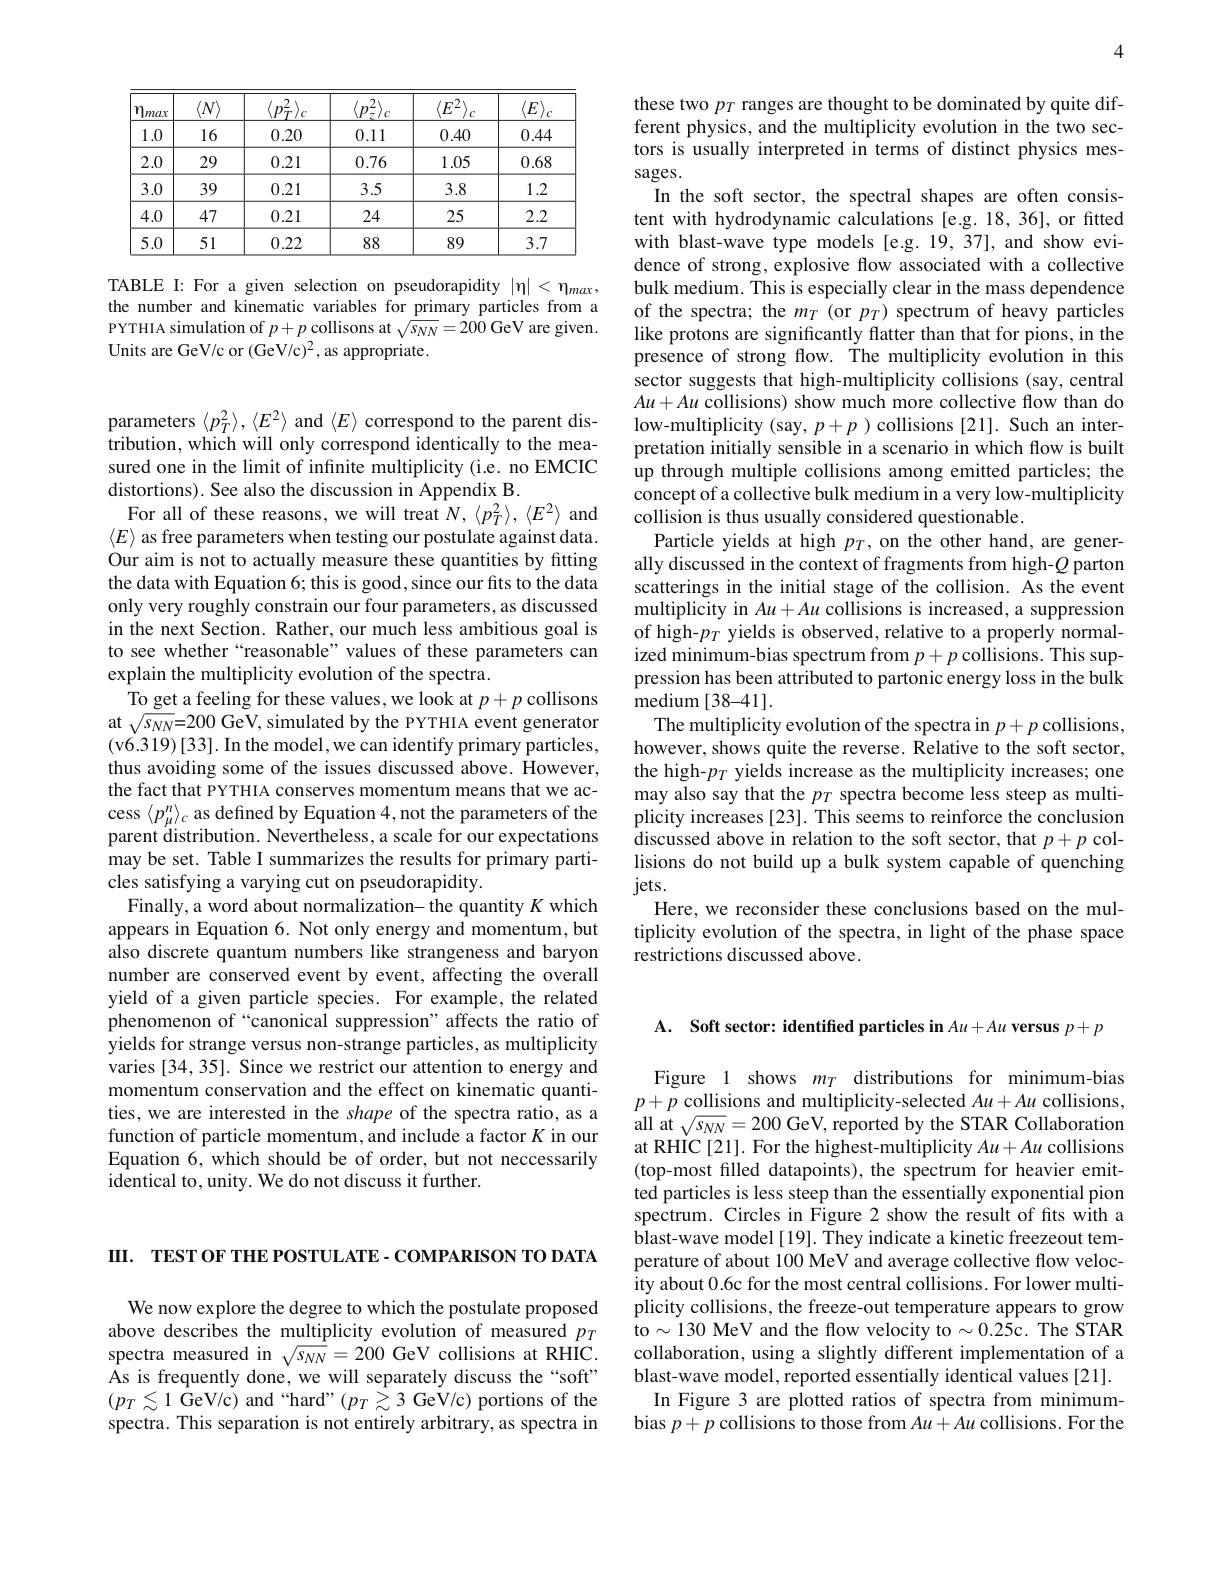 4
η_max ⟨N⟩ ⟨p_T^2⟩_c ⟨p_z^2⟩_c ⟨E^2⟩_c ⟨E⟩_c
1.0 16 0.20 0.11 0.40 0.44
2.0 29 0.21 0.76 1.05 0.68
3.0 39 0.21 3.5 3.8 1.2
4.0 47 0.21 24 25 2.2
5.0 51 0.22 88 89 3.7
TABLE I: For a given selection on pseudorapidity |η| < η_max,
the number and kinematic variables for primary particles from a
PYTHIA simulation of p + p collisons at √s_NN = 200 GeV are given.
Units are GeV/c or (GeV/c)^2, as appropriate.
parameters ⟨p_T^2⟩, ⟨E^2⟩ and ⟨E⟩ correspond to the parent dis-
tribution, which will only correspond identically to the mea-
sured one in the limit of infinite multiplicity (i.e. no EMCIC
distortions). See also the discussion in Appendix B.
For all of these reasons, we will treat N, ⟨p_T^2⟩, ⟨E^2⟩ and
⟨E⟩ as free parameters when testing our postulate against data.
Our aim is not to actually measure these quantities by fitting
the data with Equation 6; this is good, since our fits to the data
only very roughly constrain our four parameters, as discussed
in the next Section. Rather, our much less ambitious goal is
to see whether “reasonable” values of these parameters can
explain the multiplicity evolution of the spectra.
To get a feeling for these values, we look at p + p collisons
at √s_NN=200 GeV, simulated by the PYTHIA event generator
(v6.319) [33]. In the model, we can identify primary particles,
thus avoiding some of the issues discussed above. However,
the fact that PYTHIA conserves momentum means that we ac-
cess ⟨p_μ^n⟩_c as defined by Equation 4, not the parameters of the
parent distribution. Nevertheless, a scale for our expectations
may be set. Table I summarizes the results for primary parti-
cles satisfying a varying cut on pseudorapidity.
Finally, a word about normalization– the quantity K which
appears in Equation 6. Not only energy and momentum, but
also discrete quantum numbers like strangeness and baryon
number are conserved event by event, affecting the overall
yield of a given particle species. For example, the related
phenomenon of “canonical suppression” affects the ratio of
yields for strange versus non-strange particles, as multiplicity
varies [34, 35]. Since we restrict our attention to energy and
momentum conservation and the effect on kinematic quanti-
ties, we are interested in the shape of the spectra ratio, as a
function of particle momentum, and include a factor K in our
Equation 6, which should be of order, but not neccessarily
identical to, unity. We do not discuss it further.
III. TEST OF THE POSTULATE - COMPARISON TO DATA
We now explore the degree to which the postulate proposed
above describes the multiplicity evolution of measured p_T
spectra measured in √s_NN = 200 GeV collisions at RHIC.
As is frequently done, we will separately discuss the “soft”
(p_T ≲ 1 GeV/c) and “hard” (p_T ≳ 3 GeV/c) portions of the
spectra. This separation is not entirely arbitrary, as spectra in
these two p_T ranges are thought to be dominated by quite dif-
ferent physics, and the multiplicity evolution in the two sec-
tors is usually interpreted in terms of distinct physics mes-
sages.
In the soft sector, the spectral shapes are often consis-
tent with hydrodynamic calculations [e.g. 18, 36], or fitted
with blast-wave type models [e.g. 19, 37], and show evi-
dence of strong, explosive flow associated with a collective
bulk medium. This is especially clear in the mass dependence
of the spectra; the m_T (or p_T) spectrum of heavy particles
like protons are significantly flatter than that for pions, in the
presence of strong flow. The multiplicity evolution in this
sector suggests that high-multiplicity collisions (say, central
Au + Au collisions) show much more collective flow than do
low-multiplicity (say, p + p ) collisions [21]. Such an inter-
pretation initially sensible in a scenario in which flow is built
up through multiple collisions among emitted particles; the
concept of a collective bulk medium in a very low-multiplicity
collision is thus usually considered questionable.
Particle yields at high p_T, on the other hand, are gener-
ally discussed in the context of fragments from high-Q parton
scatterings in the initial stage of the collision. As the event
multiplicity in Au + Au collisions is increased, a suppression
of high-p_T yields is observed, relative to a properly normal-
ized minimum-bias spectrum from p + p collisions. This sup-
pression has been attributed to partonic energy loss in the bulk
medium [38–41].
The multiplicity evolution of the spectra in p + p collisions,
however, shows quite the reverse. Relative to the soft sector,
the high-p_T yields increase as the multiplicity increases; one
may also say that the p_T spectra become less steep as multi-
plicity increases [23]. This seems to reinforce the conclusion
discussed above in relation to the soft sector, that p + p col-
lisions do not build up a bulk system capable of quenching
jets.
Here, we reconsider these conclusions based on the mul-
tiplicity evolution of the spectra, in light of the phase space
restrictions discussed above.
A. Soft sector: identified particles in Au + Au versus p + p
Figure 1 shows m_T distributions for minimum-bias
p + p collisions and multiplicity-selected Au + Au collisions,
all at √s_NN = 200 GeV, reported by the STAR Collaboration
at RHIC [21]. For the highest-multiplicity Au + Au collisions
(top-most filled datapoints), the spectrum for heavier emit-
ted particles is less steep than the essentially exponential pion
spectrum. Circles in Figure 2 show the result of fits with a
blast-wave model [19]. They indicate a kinetic freezeout tem-
perature of about 100 MeV and average collective flow veloc-
ity about 0.6c for the most central collisions. For lower multi-
plicity collisions, the freeze-out temperature appears to grow
to ∼ 130 MeV and the flow velocity to ∼ 0.25c. The STAR
collaboration, using a slightly different implementation of a
blast-wave model, reported essentially identical values [21].
In Figure 3 are plotted ratios of spectra from minimum-
bias p + p collisions to those from Au + Au collisions. For the